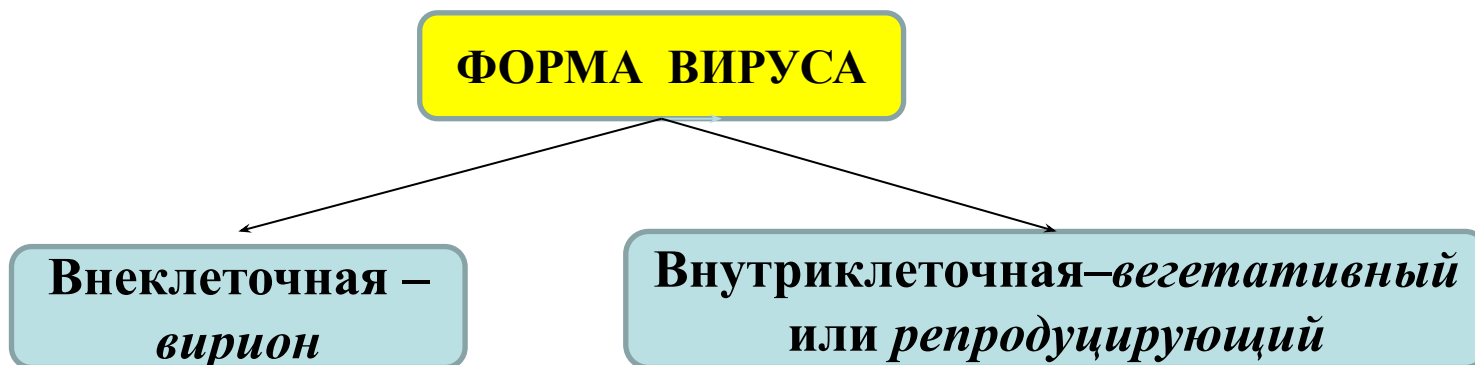 ФОРМА ВИРУСА
Внеклеточная –
вирион
Внутриклеточная–вегетативный
или репродуцирующий